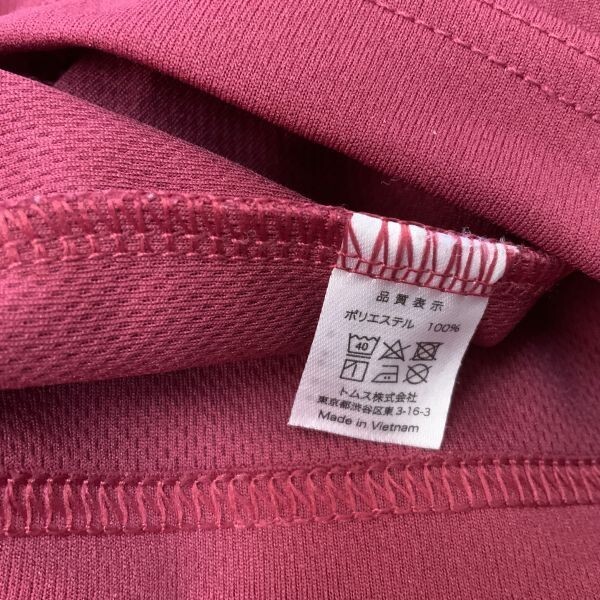 品質表示
ポリエステル 100%
40
トムス株式会社
東京都渋谷区東3-16-3
Made in Vietnam